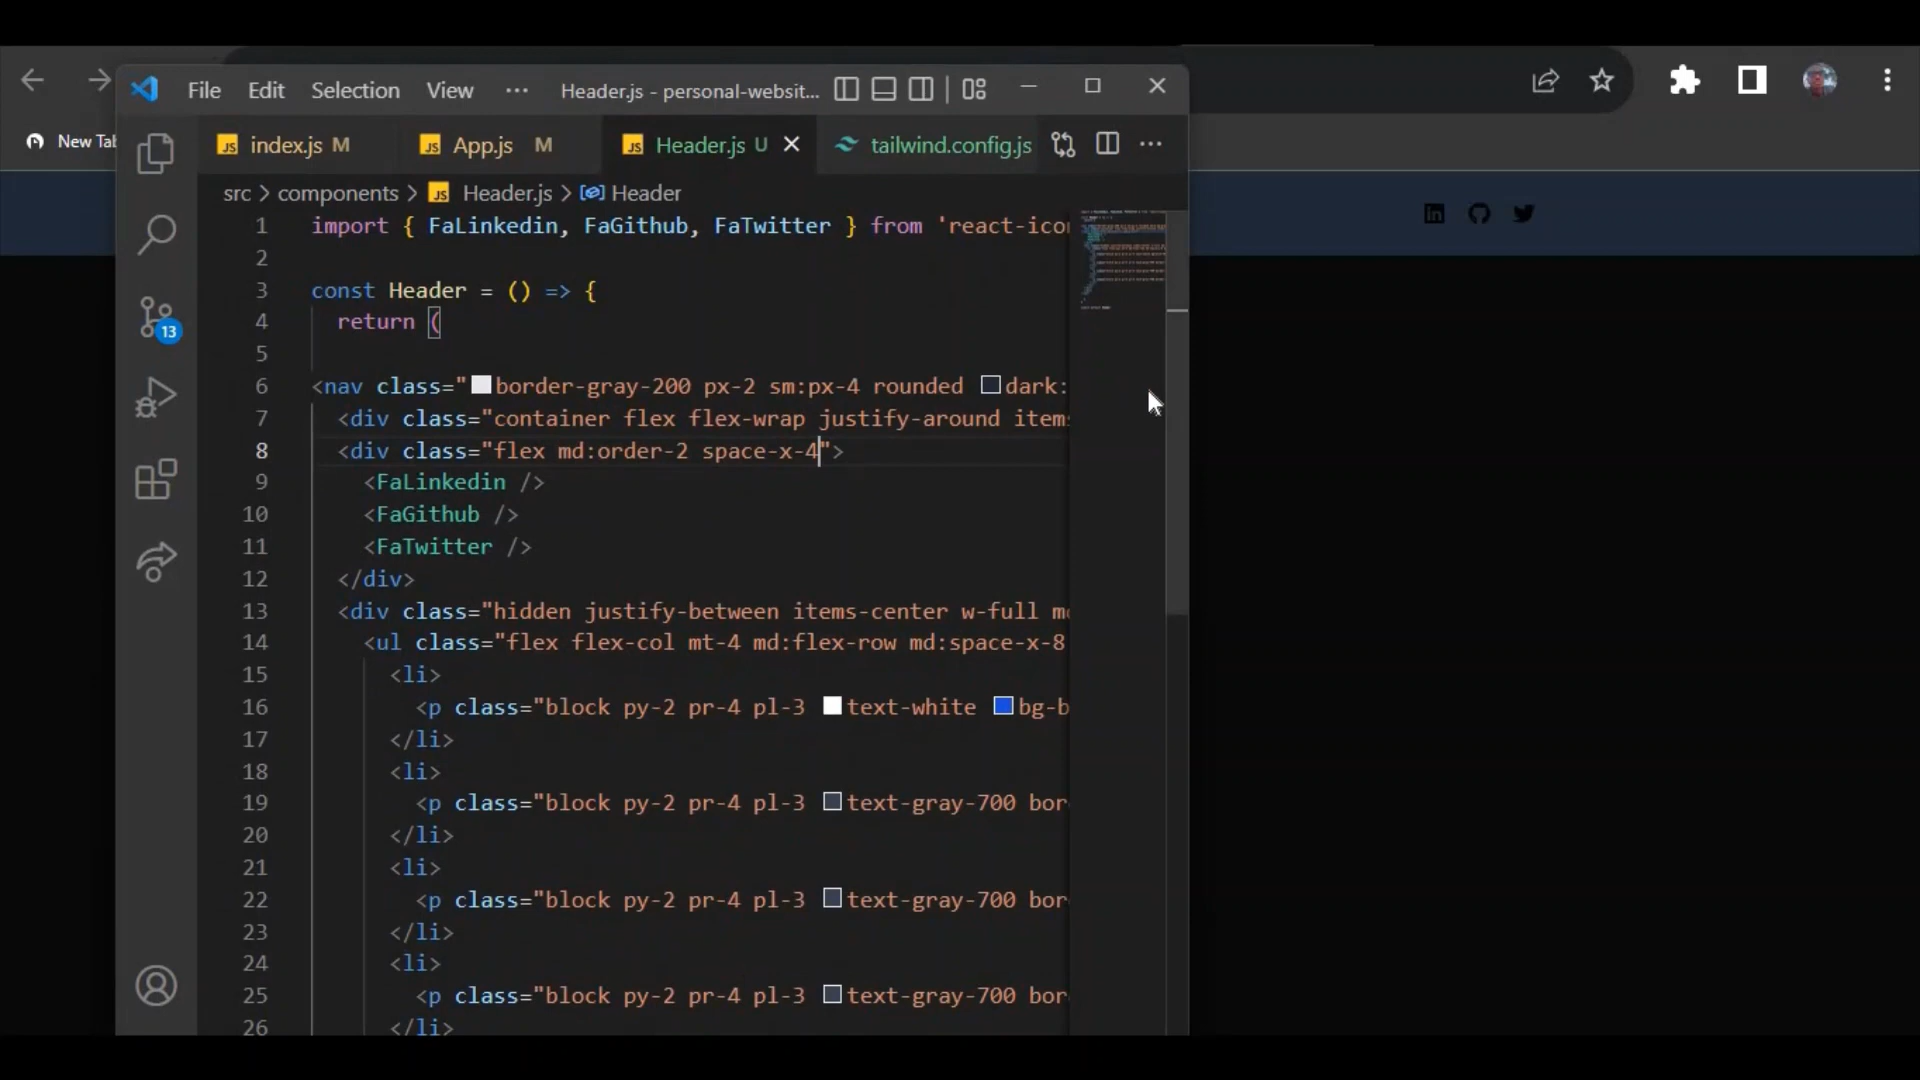 File Edit Selection View ··· Header.js - personal-websit...
New Tab
index.js M App.js M Header.js U tailwind.config.js
src > components > Header.js > Header
1 import { FaLinkedin, FaGithub, FaTwitter } from 'react-ico
2
3 const Header = () => {
4 return (
5
6 <nav class="border-gray-200 px-2 sm:px-4 rounded dark:
7 <div class="container flex flex-wrap justify-around items
8 <div class="flex md:order-2 space-x-4">
9 <FaLinkedin />
10 <FaGithub />
11 <FaTwitter />
12 </div>
13 <div class="hidden justify-between items-center w-full m
14 <ul class="flex flex-col mt-4 md:flex-row md:space-x-8
15 <li>
16 <p class="block py-2 pr-4 pl-3 text-white bg-b
17 </li>
18 <li>
19 <p class="block py-2 pr-4 pl-3 text-gray-700 bor
20 </li>
21 <li>
22 <p class="block py-2 pr-4 pl-3 text-gray-700 bor
23 </li>
24 <li>
25 <p class="block py-2 pr-4 pl-3 text-gray-700 bor
26 </li>
13